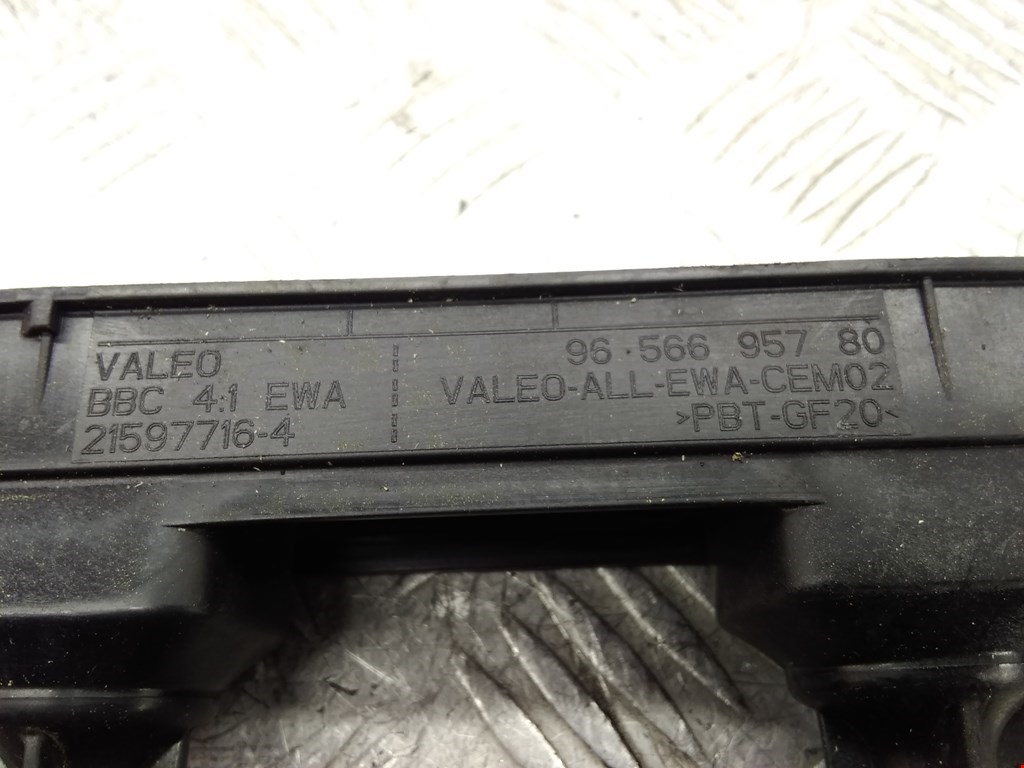 VALEO
BBC 4:1 EWA
21597716-4
96 566 957 80
VALEO-ALL-EWA-CEM02
>PBT-GF20<